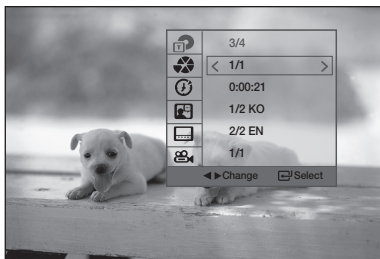 T
3/4
< 1/1 >
0:00:21
1/2 KO
2/2 EN
1/1
◄►Change Select